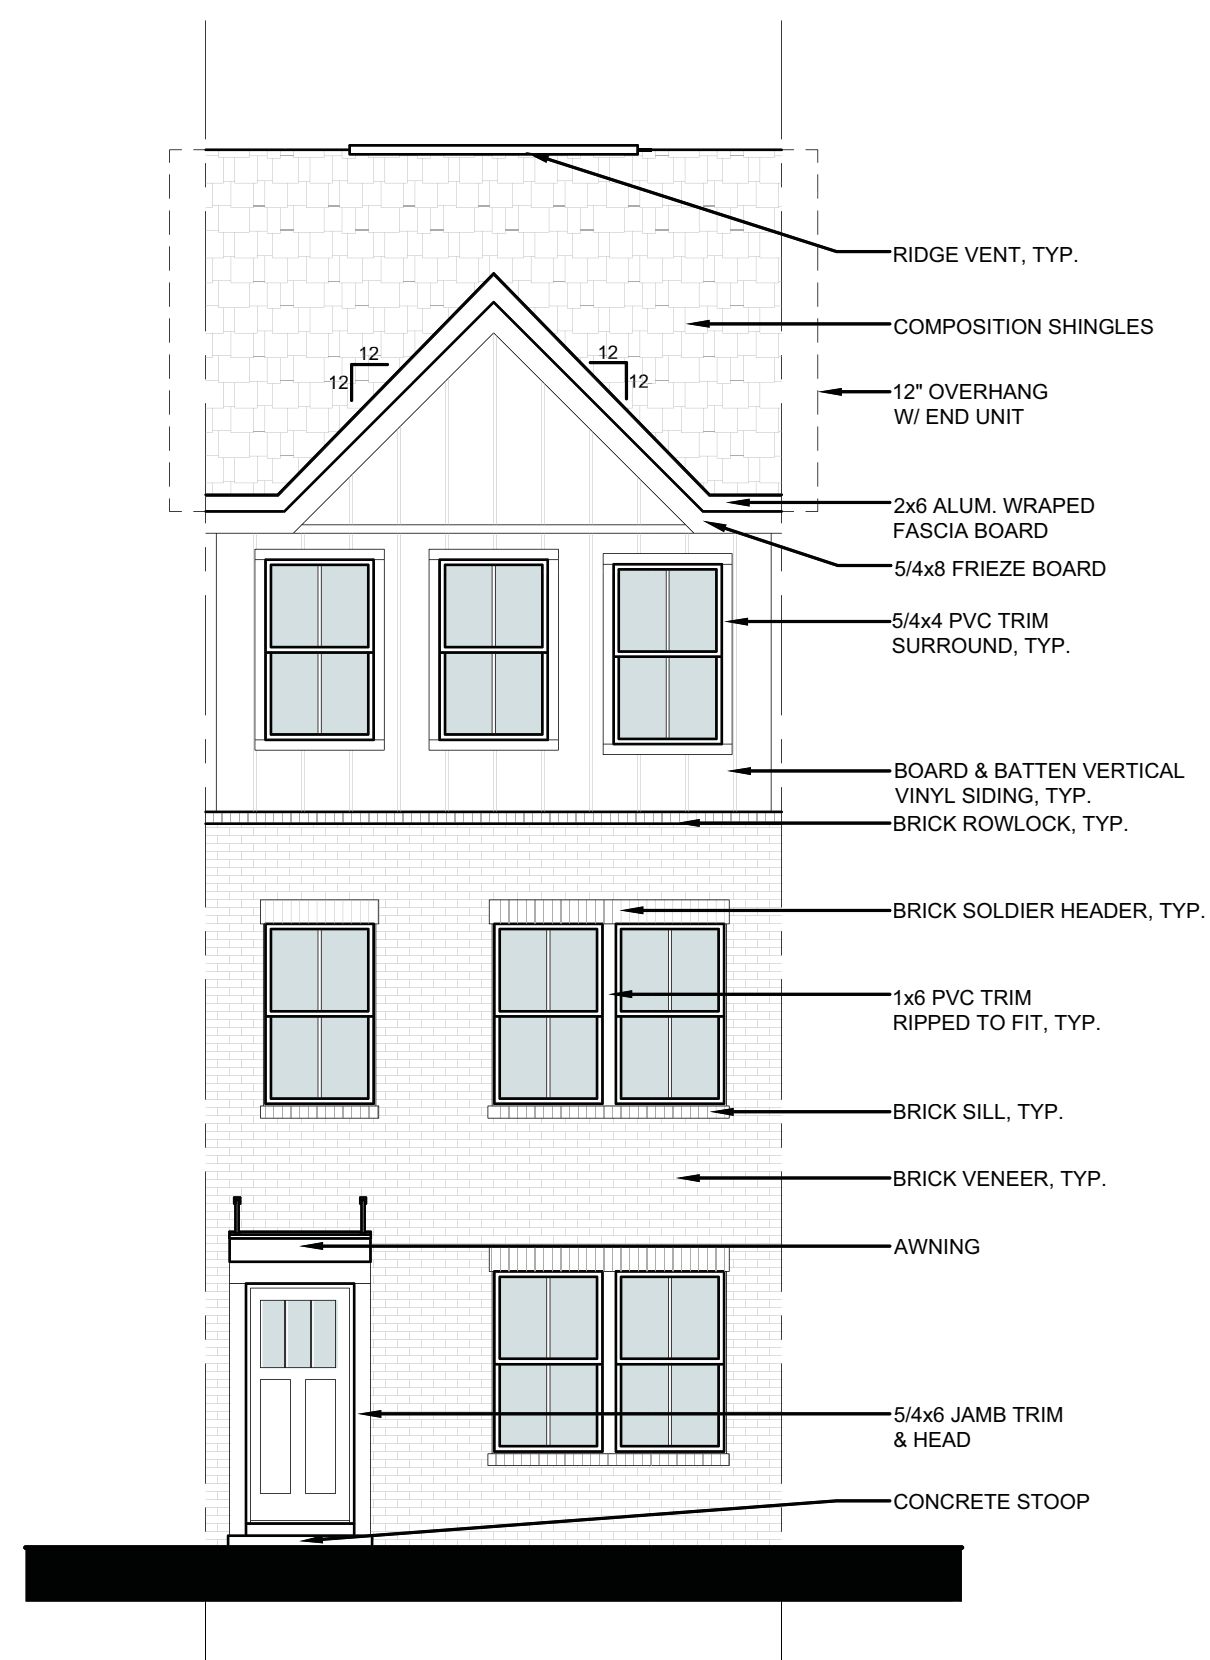 RIDGE VENT, TYP.
COMPOSITION SHINGLES
12
12
12
12
12" OVERHANG
W/ END UNIT
2x6 ALUM. WRAPED
FASCIA BOARD
5/4x8 FRIEZE BOARD
5/4x4 PVC TRIM
SURROUND, TYP.
BOARD & BATTEN VERTICAL
VINYL SIDING, TYP.
BRICK ROWLOCK, TYP.
BRICK SOLDIER HEADER, TYP.
1x6 PVC TRIM
RIPPED TO FIT, TYP.
BRICK SILL, TYP.
BRICK VENEER, TYP.
AWNING
5/4x6 JAMB TRIM
& HEAD
CONCRETE STOOP